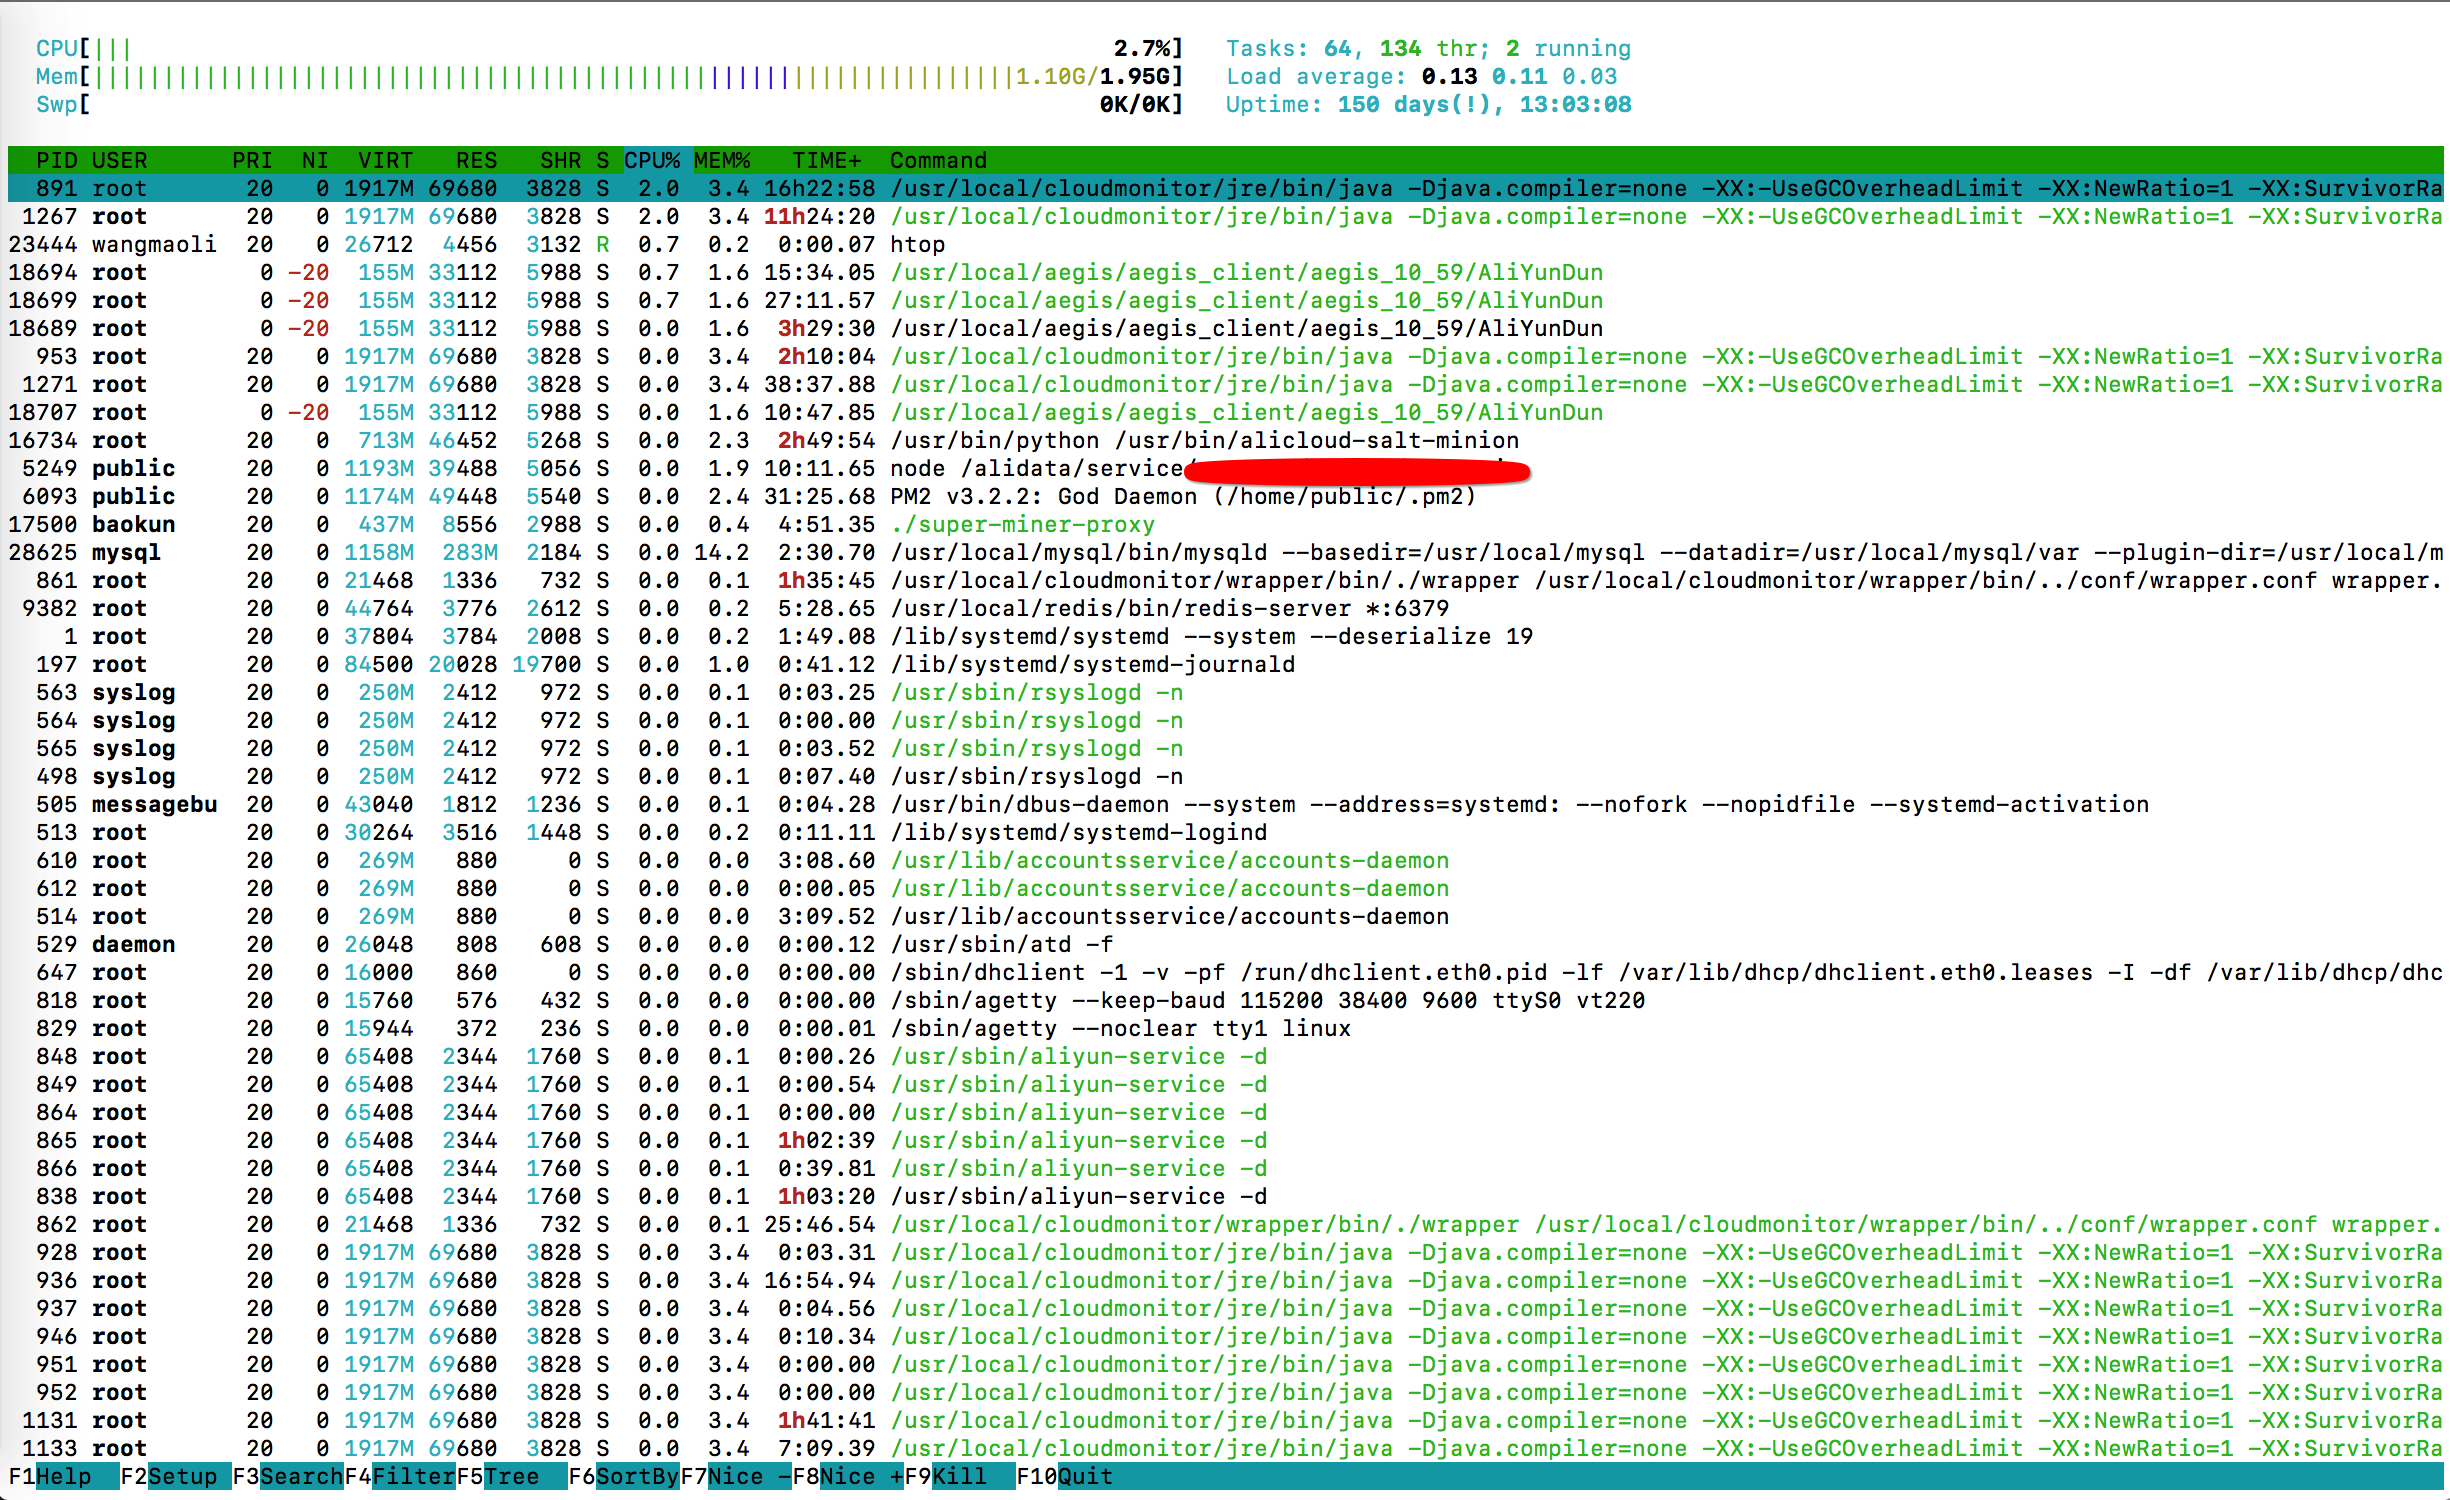 CPU[||| 2.7%] Tasks: 64, 134 thr; 2 running
Mem[||||||||||||||||||||||||||||||||||||||||||||||||||||||||||||||||||1.10G/1.95G] Load average: 0.13 0.11 0.03
Swp[ 0K/0K] Uptime: 150 days(!), 13:03:08
PID USER PRI NI VIRT RES SHR S CPU% MEM% TIME+ Command
891 root 20 0 1917M 69680 3828 S 2.0 3.4 16h22:58 /usr/local/cloudmonitor/jre/bin/java -Djava.compiler=none -XX:-UseGCOverheadLimit -XX:NewRatio=1 -XX:SurvivorRa
1267 root 20 0 1917M 69680 3828 S 2.0 3.4 11h24:20 /usr/local/cloudmonitor/jre/bin/java -Djava.compiler=none -XX:-UseGCOverheadLimit -XX:NewRatio=1 -XX:SurvivorRa
23444 wangmaoli 20 0 26712 4456 3132 R 0.7 0.2 0:00.07 htop
18694 root 0 -20 155M 33112 5988 S 0.7 1.6 15:34.05 /usr/local/aegis/aegis_client/aegis_10_59/AliYunDun
18699 root 0 -20 155M 33112 5988 S 0.7 1.6 27:11.57 /usr/local/aegis/aegis_client/aegis_10_59/AliYunDun
18689 root 0 -20 155M 33112 5988 S 0.0 1.6 3h29:30 /usr/local/aegis/aegis_client/aegis_10_59/AliYunDun
953 root 20 0 1917M 69680 3828 S 0.0 3.4 2h10:04 /usr/local/cloudmonitor/jre/bin/java -Djava.compiler=none -XX:-UseGCOverheadLimit -XX:NewRatio=1 -XX:SurvivorRa
1271 root 20 0 1917M 69680 3828 S 0.0 3.4 38:37.88 /usr/local/cloudmonitor/jre/bin/java -Djava.compiler=none -XX:-UseGCOverheadLimit -XX:NewRatio=1 -XX:SurvivorRa
18707 root 0 -20 155M 33112 5988 S 0.0 1.6 10:47.85 /usr/local/aegis/aegis_client/aegis_10_59/AliYunDun
16734 root 20 0 713M 46452 5268 S 0.0 2.3 2h49:54 /usr/bin/python /usr/bin/alicloud-salt-minion
5249 public 20 0 1193M 39488 5056 S 0.0 1.9 10:11.65 node /alidata/service/
6093 public 20 0 1174M 49448 5540 S 0.0 2.4 31:25.68 PM2 v3.2.2: God Daemon (/home/public/.pm2)
17500 baokun 20 0 437M 8556 2988 S 0.0 0.4 4:51.35 ./super-miner-proxy
28625 mysql 20 0 1158M 283M 2184 S 0.0 14.2 2:30.70 /usr/local/mysql/bin/mysqld --basedir=/usr/local/mysql --datadir=/usr/local/mysql/var --plugin-dir=/usr/local/m
861 root 20 0 21468 1336 732 S 0.0 0.1 1h35:45 /usr/local/cloudmonitor/wrapper/bin/./wrapper /usr/local/cloudmonitor/wrapper/bin/../conf/wrapper.conf wrapper.
9382 root 20 0 44764 3776 2612 S 0.0 0.2 5:28.65 /usr/local/redis/bin/redis-server *:6379
1 root 20 0 37804 3784 2008 S 0.0 0.2 1:49.08 /lib/systemd/systemd --system --deserialize 19
197 root 20 0 84500 20028 19700 S 0.0 1.0 0:41.12 /lib/systemd/systemd-journald
563 syslog 20 0 250M 2412 972 S 0.0 0.1 0:03.25 /usr/sbin/rsyslogd -n
564 syslog 20 0 250M 2412 972 S 0.0 0.1 0:00.00 /usr/sbin/rsyslogd -n
565 syslog 20 0 250M 2412 972 S 0.0 0.1 0:03.52 /usr/sbin/rsyslogd -n
498 syslog 20 0 250M 2412 972 S 0.0 0.1 0:07.40 /usr/sbin/rsyslogd -n
505 messagebu 20 0 43040 1812 1236 S 0.0 0.1 0:04.28 /usr/bin/dbus-daemon --system --address=systemd: --nofork --nopidfile --systemd-activation
513 root 20 0 30264 3516 1448 S 0.0 0.2 0:11.11 /lib/systemd/systemd-logind
610 root 20 0 269M 880 0 S 0.0 0.0 3:08.60 /usr/lib/accountsservice/accounts-daemon
612 root 20 0 269M 880 0 S 0.0 0.0 0:00.05 /usr/lib/accountsservice/accounts-daemon
514 root 20 0 269M 880 0 S 0.0 0.0 3:09.52 /usr/lib/accountsservice/accounts-daemon
529 daemon 20 0 26048 808 608 S 0.0 0.0 0:00.12 /usr/sbin/atd -f
647 root 20 0 16000 860 0 S 0.0 0.0 0:00.00 /sbin/dhclient -1 -v -pf /run/dhclient.eth0.pid -lf /var/lib/dhcp/dhclient.eth0.leases -I -df /var/lib/dhcp/dhc
818 root 20 0 15760 576 432 S 0.0 0.0 0:00.00 /sbin/agetty --keep-baud 115200 38400 9600 ttyS0 vt220
829 root 20 0 15944 372 236 S 0.0 0.0 0:00.01 /sbin/agetty --noclear tty1 linux
848 root 20 0 65408 2344 1760 S 0.0 0.1 0:00.26 /usr/sbin/aliyun-service -d
849 root 20 0 65408 2344 1760 S 0.0 0.1 0:00.54 /usr/sbin/aliyun-service -d
864 root 20 0 65408 2344 1760 S 0.0 0.1 0:00.00 /usr/sbin/aliyun-service -d
865 root 20 0 65408 2344 1760 S 0.0 0.1 1h02:39 /usr/sbin/aliyun-service -d
866 root 20 0 65408 2344 1760 S 0.0 0.1 0:39.81 /usr/sbin/aliyun-service -d
838 root 20 0 65408 2344 1760 S 0.0 0.1 1h03:20 /usr/sbin/aliyun-service -d
862 root 20 0 21468 1336 732 S 0.0 0.1 25:46.54 /usr/local/cloudmonitor/wrapper/bin/./wrapper /usr/local/cloudmonitor/wrapper/bin/../conf/wrapper.conf wrapper.
928 root 20 0 1917M 69680 3828 S 0.0 3.4 0:03.31 /usr/local/cloudmonitor/jre/bin/java -Djava.compiler=none -XX:-UseGCOverheadLimit -XX:NewRatio=1 -XX:SurvivorRa
936 root 20 0 1917M 69680 3828 S 0.0 3.4 16:54.94 /usr/local/cloudmonitor/jre/bin/java -Djava.compiler=none -XX:-UseGCOverheadLimit -XX:NewRatio=1 -XX:SurvivorRa
937 root 20 0 1917M 69680 3828 S 0.0 3.4 0:04.56 /usr/local/cloudmonitor/jre/bin/java -Djava.compiler=none -XX:-UseGCOverheadLimit -XX:NewRatio=1 -XX:SurvivorRa
946 root 20 0 1917M 69680 3828 S 0.0 3.4 0:10.34 /usr/local/cloudmonitor/jre/bin/java -Djava.compiler=none -XX:-UseGCOverheadLimit -XX:NewRatio=1 -XX:SurvivorRa
951 root 20 0 1917M 69680 3828 S 0.0 3.4 0:00.00 /usr/local/cloudmonitor/jre/bin/java -Djava.compiler=none -XX:-UseGCOverheadLimit -XX:NewRatio=1 -XX:SurvivorRa
952 root 20 0 1917M 69680 3828 S 0.0 3.4 0:00.00 /usr/local/cloudmonitor/jre/bin/java -Djava.compiler=none -XX:-UseGCOverheadLimit -XX:NewRatio=1 -XX:SurvivorRa
1131 root 20 0 1917M 69680 3828 S 0.0 3.4 1h41:41 /usr/local/cloudmonitor/jre/bin/java -Djava.compiler=none -XX:-UseGCOverheadLimit -XX:NewRatio=1 -XX:SurvivorRa
1133 root 20 0 1917M 69680 3828 S 0.0 3.4 7:09.39 /usr/local/cloudmonitor/jre/bin/java -Djava.compiler=none -XX:-UseGCOverheadLimit -XX:NewRatio=1 -XX:SurvivorRa
F1Help F2Setup F3SearchF4FilterF5Tree F6SortByF7Nice -F8Nice +F9Kill F10Quit